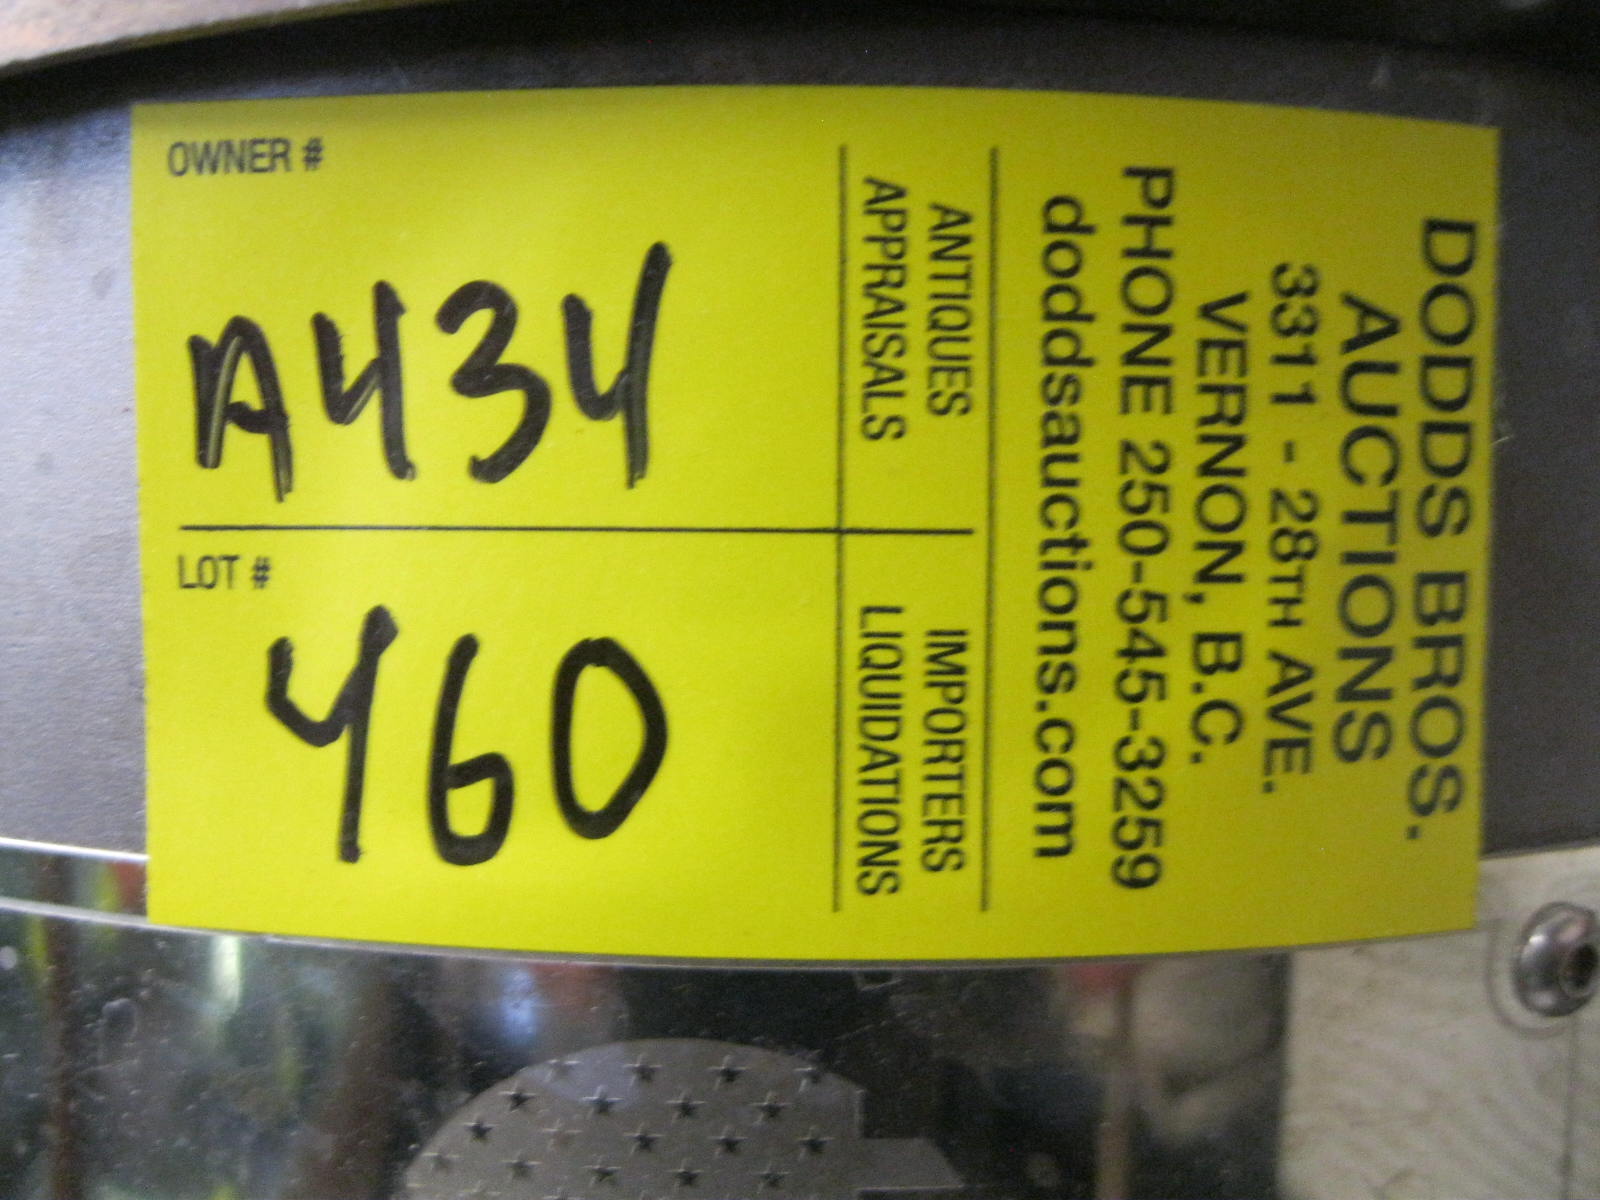 DODDS BROS.
AUCTIONS
3311 - 28TH AVE.
VERNON, B.C.
PHONE 250-545-3259
doddsauctions.com
ANTIQUES
APPRAISALS
IMPORTERS
LIQUIDATIONS
OWNER #
A434
LOT #
460